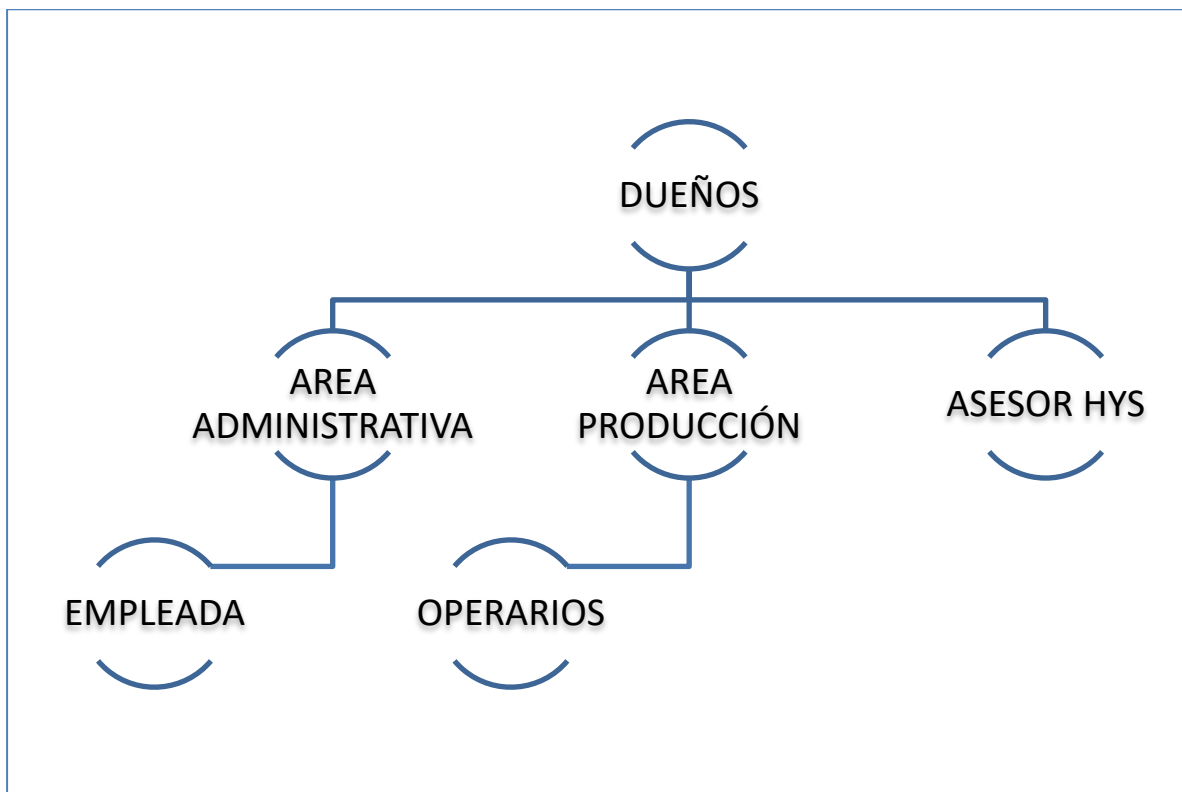 DUEÑOS
AREA
ADMINISTRATIVA
AREA
PRODUCCIÓN
ASESOR HYS
EMPLEADA
OPERARIOS